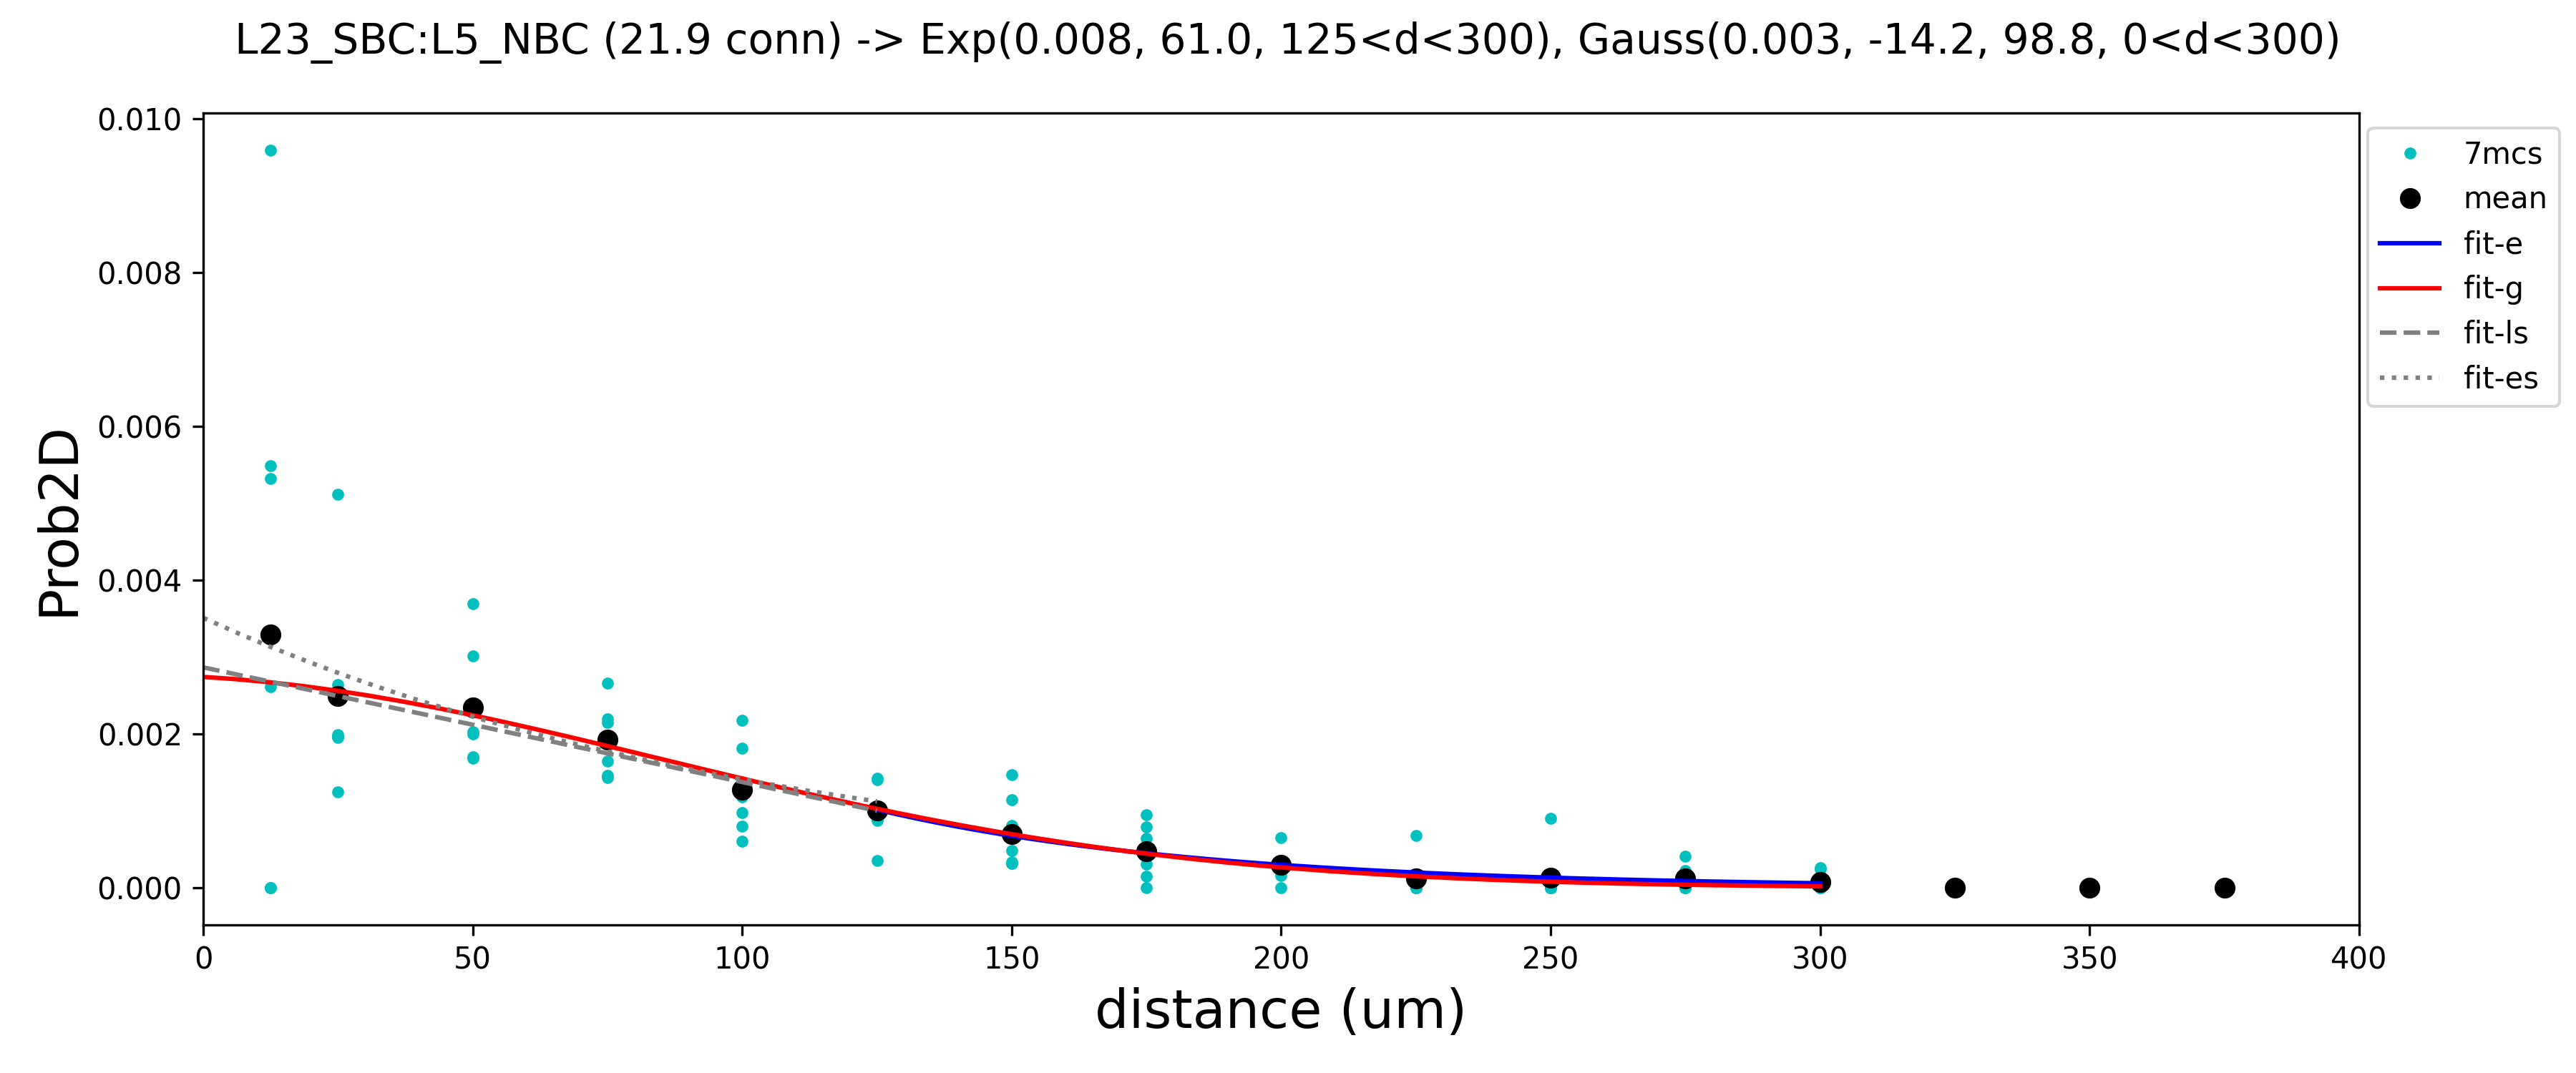 L23_SBC:L5_NBC (21.9 conn) -> Exp(0.008, 61.0, 125<d<300), Gauss(0.003, -14.2, 98.8, 0<d<300)
0.010
0.008
0.006
0.004
0.002
0.000
Prob2D
0 50 100 150 200 250 300 350 400
distance (um)
7mcs
mean
fit-e
fit-g
fit-ls
fit-es